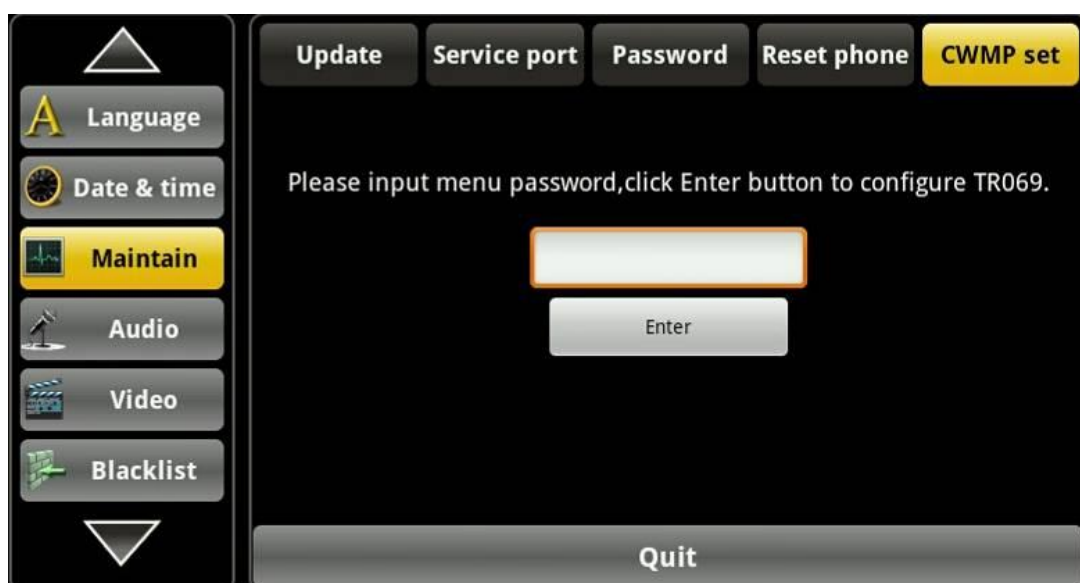 Update
Service port
Password
Reset phone
CWMP set
Language
Date & time
Maintain
Audio
Video
Blacklist
Please input menu password,click Enter button to configure TR069.
Enter
Quit